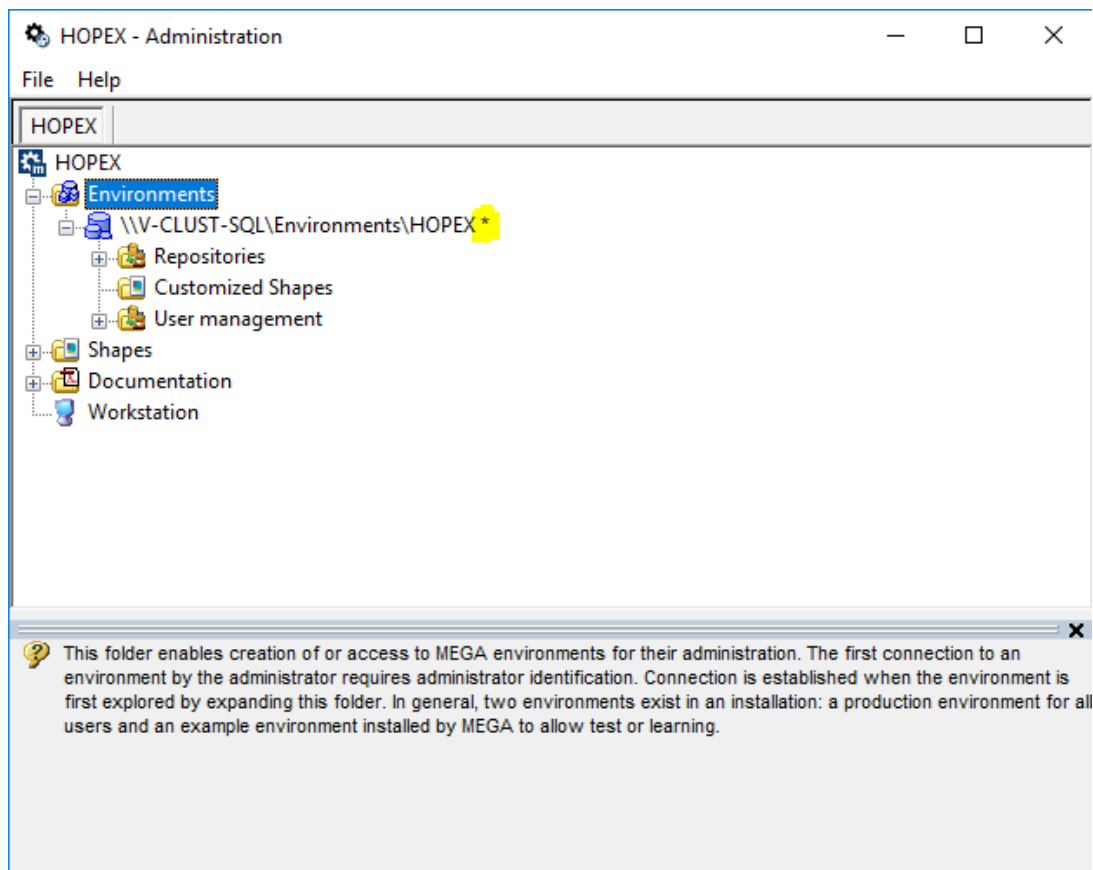 HOPEX - Administration
File Help
HOPEX
HOPEX
Environments
\\V-CLUST-SQL\Environments\HOPEX *
Repositories
Customized Shapes
User management
Shapes
Documentation
Workstation
This folder enables creation of or access to MEGA environments for their administration. The first connection to an
environment by the administrator requires administrator identification. Connection is established when the environment is
first explored by expanding this folder. In general, two environments exist in an installation: a production environment for all
users and an example environment installed by MEGA to allow test or learning.